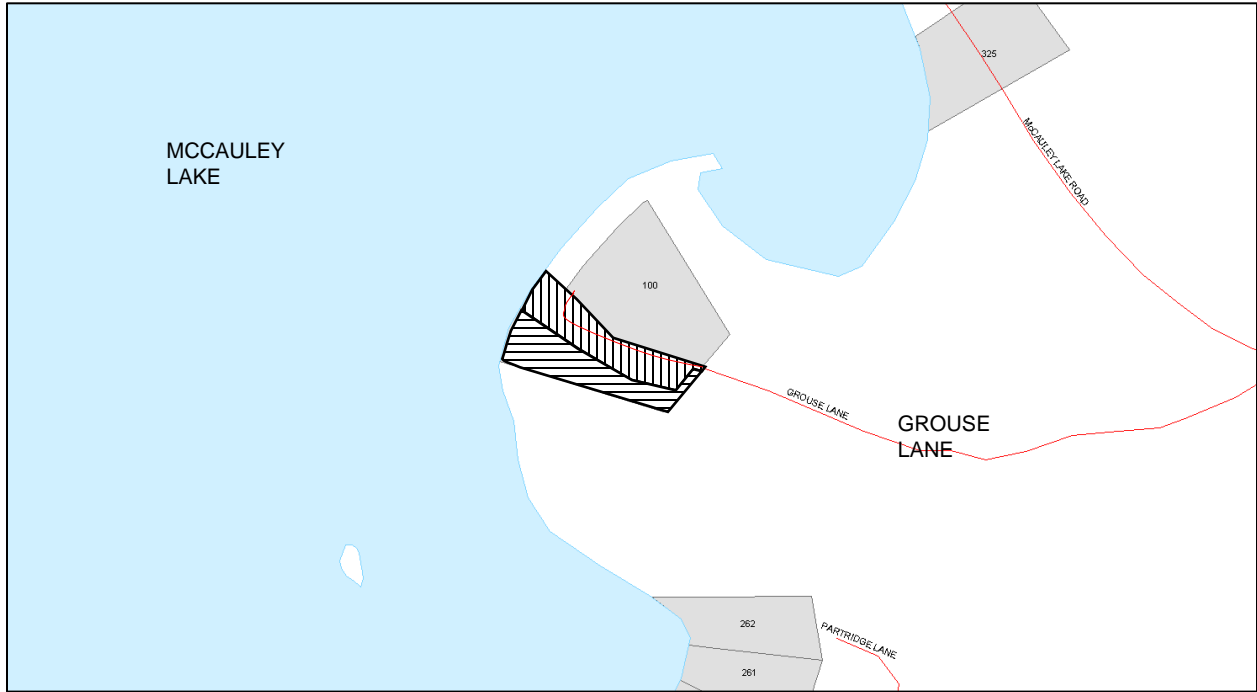 325
MCCAULEY
LAKE
McCAULEY LAKE ROAD
100
GROUSE LANE
GROUSE
LANE
262
PARTRIDGE LANE
261